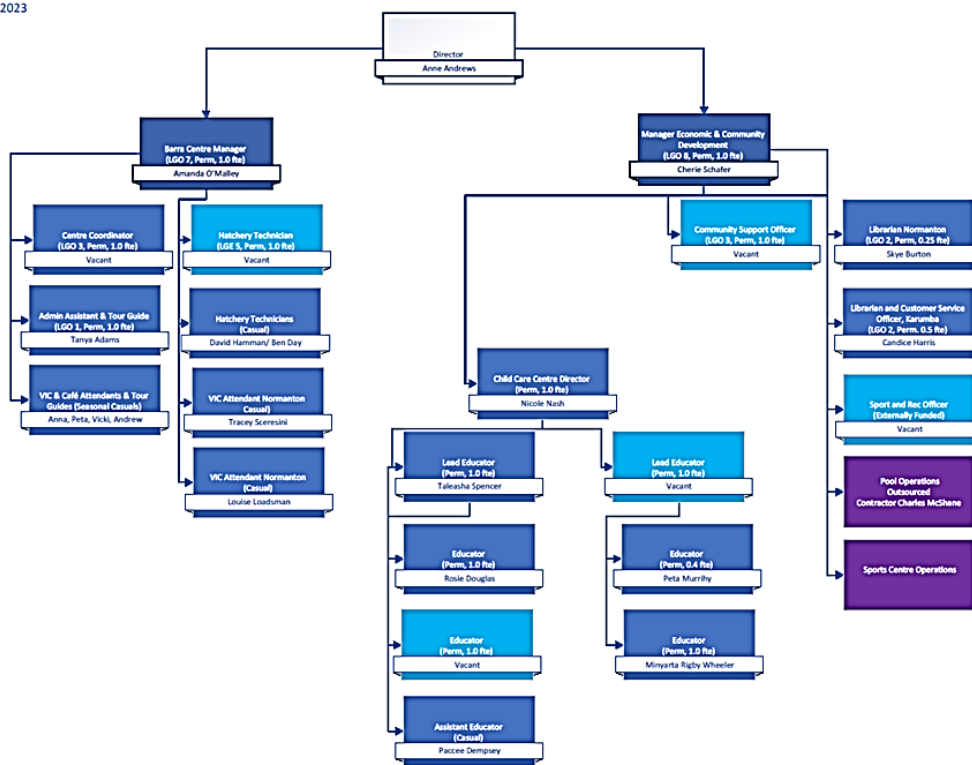 2023
Director
Anne Andrews
Barra Centre Manager
(LGO 7, Perm, 1.0 fte)
Amanda O'Malley
Manager Economic & Community
Development
(LGO 8, Perm, 1.0 fte)
Cherie Schafer
Centre Coordinator
(LGO 3, Perm, 1.0 fte)
Vacant
Hatchery Technician
(LGE 5, Perm, 1.0 fte)
Vacant
Admin Assistant & Tour Guide
(LGO 1, Perm, 1.0 fte)
Tanya Adams
Hatchery Technicians
(Casual)
David Hamman/ Ben Day
VIC & Café Attendants & Tour
Guides (Seasonal Casuals)
Anna, Peta, Vicki, Andrew
VIC Attendant Normanton
Casual)
Tracey Sceresini
VIC Attendant Normanton
(Casual)
Louise Loadsman
Community Support Officer
(LGO 3, Perm, 1.0 fte)
Vacant
Librarian Normanton
(LGO 2, Perm, 0.25 fte)
Skye Burton
Librarian and Customer Service
Officer, Karumba
(LGO 2, Perm. 0.5 fte)
Candice Harris
Sport and Rec Officer
(Externally Funded)
Vacant
Pool Operations
Outsourced
Contractor Charles McShane
Sports Centre Operations
Child Care Centre Director
(Perm, 1.0 fte)
Nicole Nash
Lead Educator
(Perm, 1.0 fte)
Taleasha Spencer
Lead Educator
(Perm, 1.0 fte)
Vacant
Educator
(Perm, 1.0 fte)
Rosie Douglas
Educator
(Perm, 0.4 fte)
Peta Murrihy
Educator
(Perm, 1.0 fte)
Vacant
Educator
(Perm, 1.0 fte)
Minyarta Rigby Wheeler
Assistant Educator
(Casual)
Paccee Dempsey